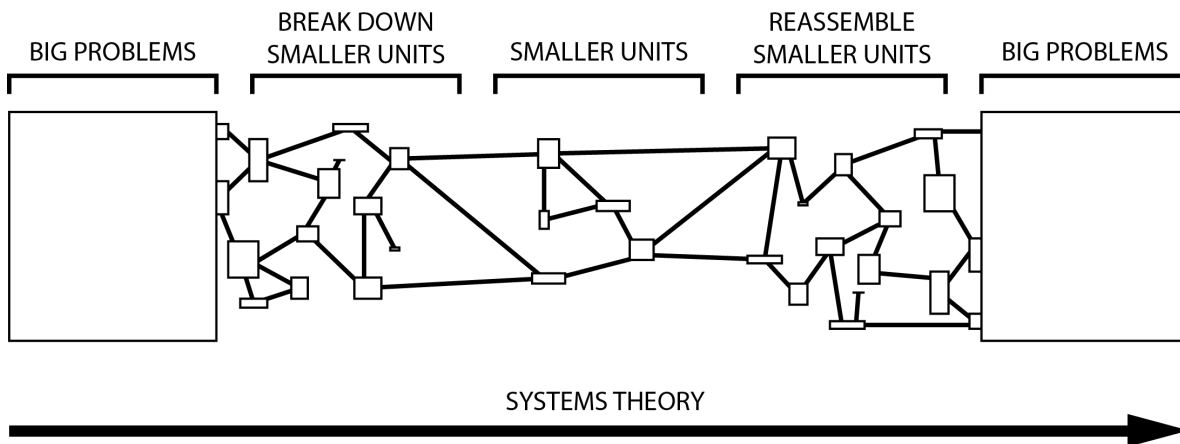 BIG PROBLEMS
BREAK DOWN
SMALLER UNITS
SMALLER UNITS
REASSEMBLE
SMALLER UNITS
BIG PROBLEMS
SYSTEMS THEORY